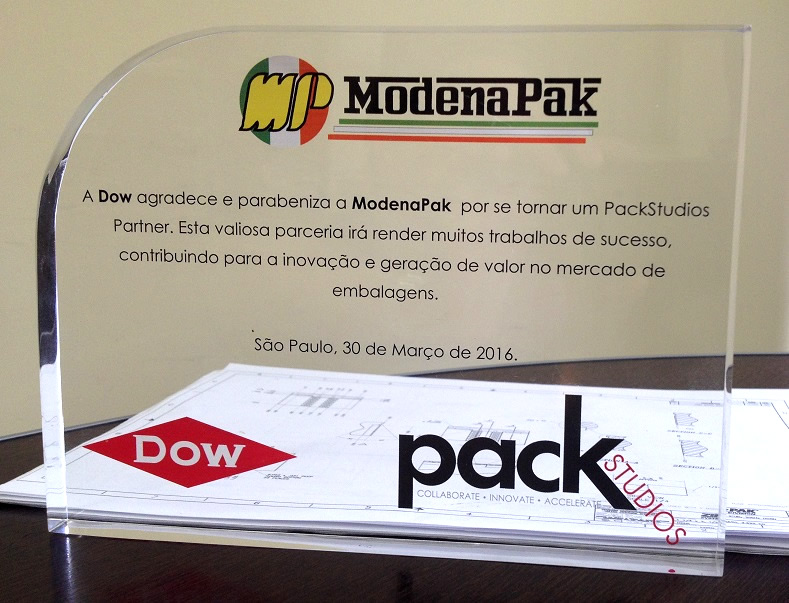 MP MODENAPAK
A Dow agradece e parabeniza a ModenaPak por se tornar um PackStudios
Partner. Esta valiosa parceria irá render muitos trabalhos de sucesso,
contribuindo para a inovação e geração de valor no mercado de
embalagens.
São Paulo, 30 de Março de 2016.
DOW
pack
STUDIOS
COLLABORATE • INNOVATE • ACCELERATE